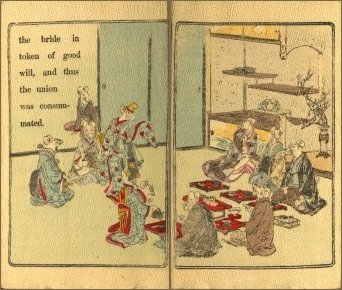 the bride in
token of good
will, and thus
the union
was consum-
mated.